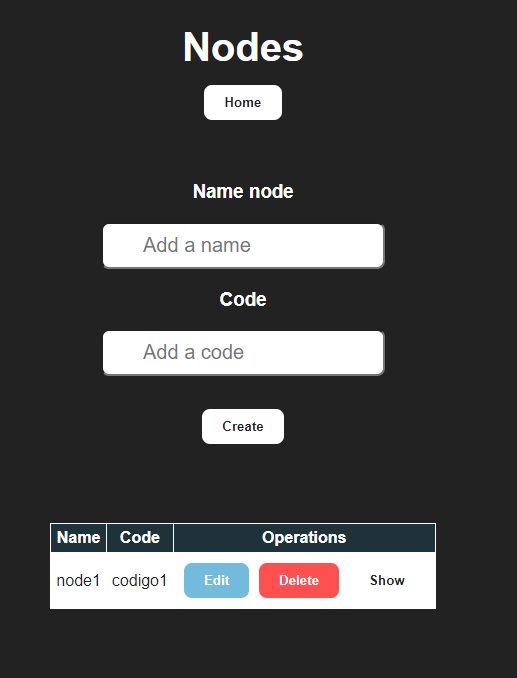 Nodes
Home
Name node
Add a name
Code
Add a code
Create
Name Code Operations
node1 codigo1 Edit Delete Show